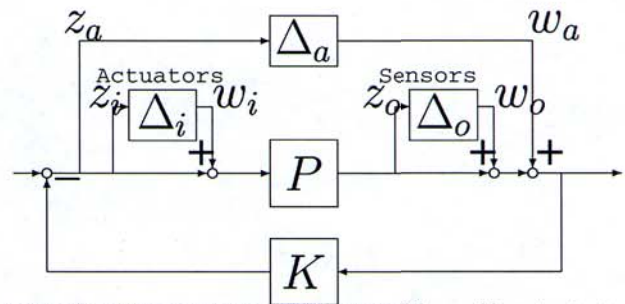 z_a Δ_a w_a
Actuators Sensors
z_i Δ_i w_i z_o Δ_o w_o
+ + +
− P
K